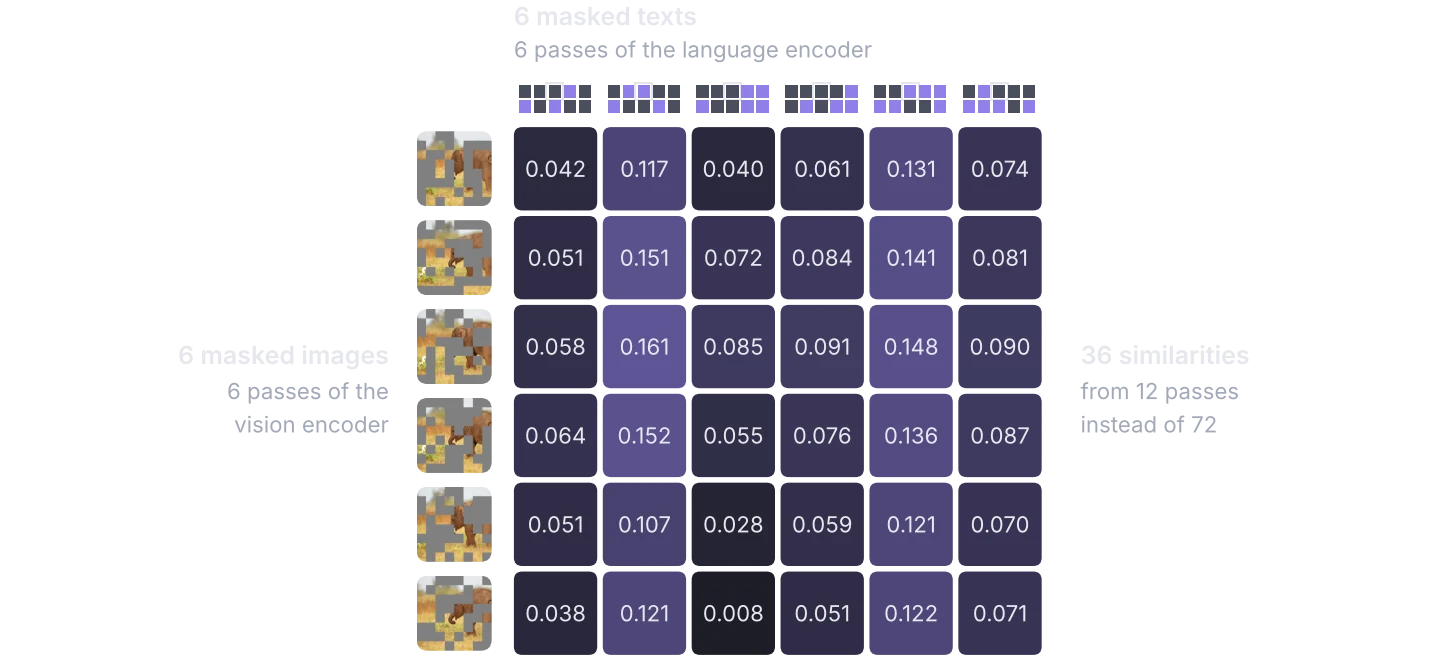 6 masked texts
6 passes of the language encoder
0.042 0.117 0.040 0.061 0.131 0.074
0.051 0.151 0.072 0.084 0.141 0.081
0.058 0.161 0.085 0.091 0.148 0.090
0.064 0.152 0.055 0.076 0.136 0.087
0.051 0.107 0.028 0.059 0.121 0.070
0.038 0.121 0.008 0.051 0.122 0.071
6 masked images
6 passes of the
vision encoder
36 similarities
from 12 passes
instead of 72